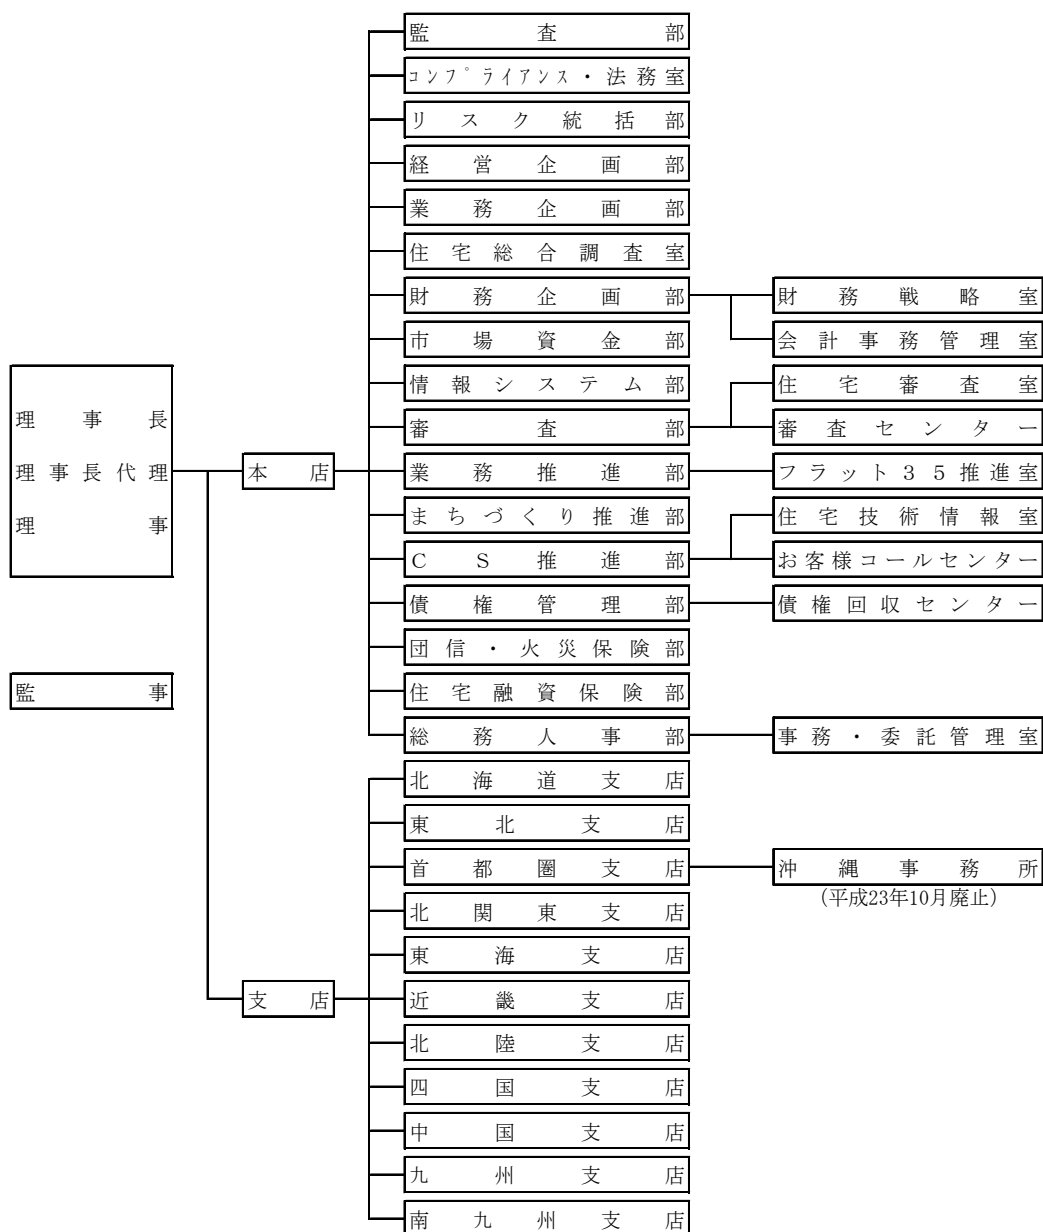 監査部
コンプライアンス・法務室
リスク統括部
経営企画部
業務企画部
住宅総合調査室
財務企画部
財務戦略室
市場資金部
会計事務管理室
情報システム部
住宅審査室
理事長
審査部
審査センター
理事長代理
本店
業務推進部
フラット35推進室
理事
まちづくり推進部
住宅技術情報室
CS推進部
お客様コールセンター
債権管理部
債権回収センター
団信・火災保険部
監事
住宅融資保険部
総務人事部
事務・委託管理室
北海道支店
東北支店
首都圏支店
沖縄事務所
(平成23年10月廃止)
北関東支店
東海支店
支店
近畿支店
北陸支店
四国支店
中国支店
九州支店
南九州支店